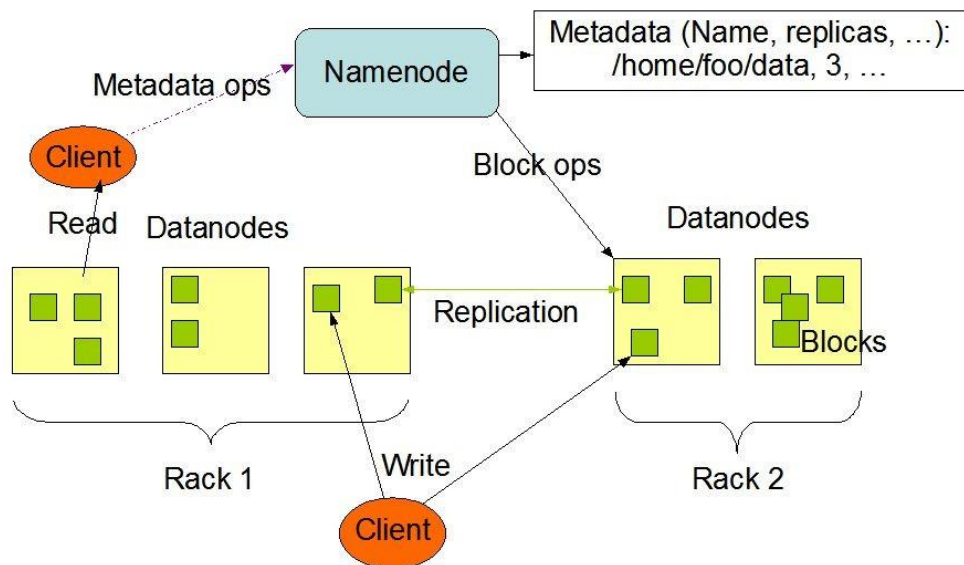 Metadata (Name, replicas, …):
/home/foo/data, 3, …
Namenode
Metadata ops
Client
Block ops
Read
Datanodes
Datanodes
Replication
Blocks
Rack 1
Write
Rack 2
Client